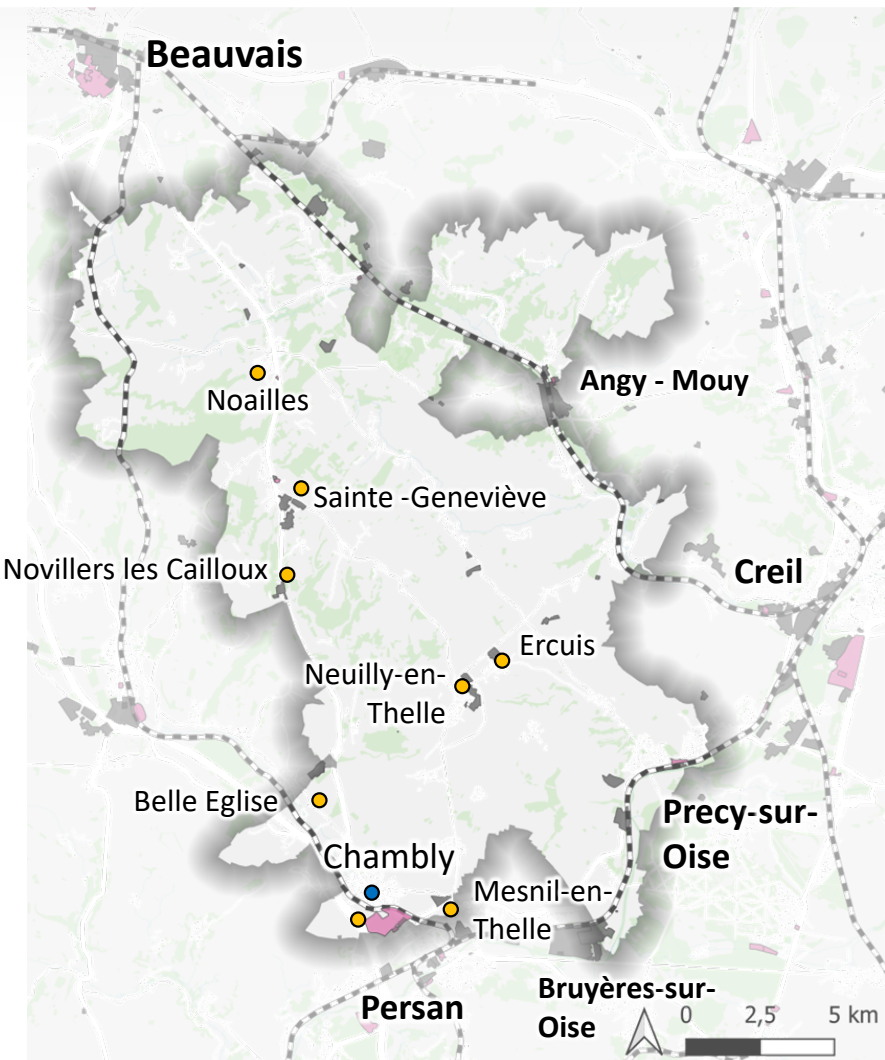 Beauvais
Angy - Mouy
Noailles
Sainte -Geneviève
Novillers les Cailloux
Creil
Ercuis
Neuilly-en-
Thelle
Belle Eglise
Precy-sur-
Oise
Chambly
Mesnil-en-
Thelle
Bruyères-sur-
Oise
Persan
0 2,5 5 km